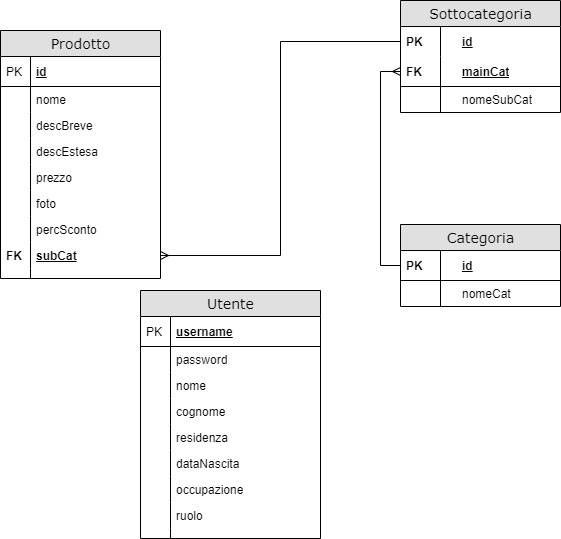 Prodotto
PK id
nome
descBreve
descEstesa
prezzo
foto
percSconto
FK subCat
Sottocategoria
PK id
FK mainCat
nomeSubCat
Categoria
PK id
nomeCat
Utente
PK username
password
nome
cognome
residenza
dataNascita
occupazione
ruolo